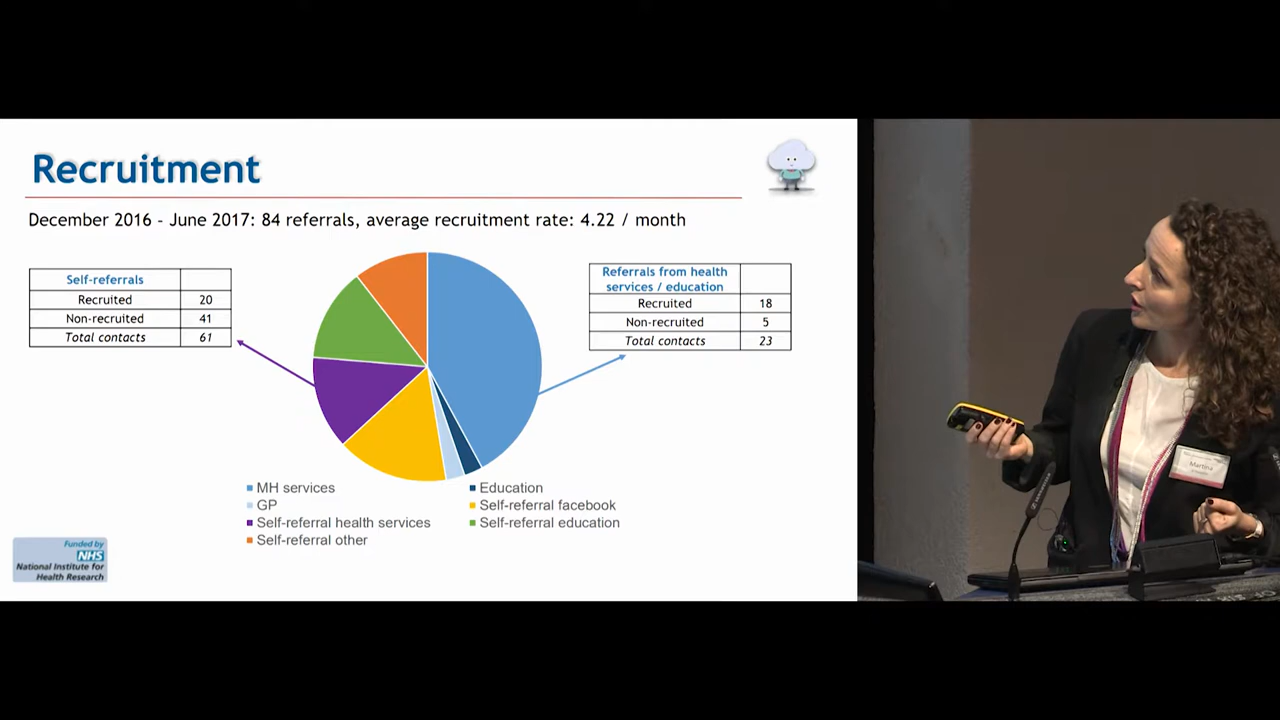 Recruitment
December 2016 - June 2017: 84 referrals, average recruitment rate: 4.22 / month
Self-referrals
Recruited 20
Non-recruited 41
Total contacts 61
Referrals from health
services / education
Recruited 18
Non-recruited 5
Total contacts 23
MH services
Education
GP
Self-referral facebook
Self-referral health services
Self-referral education
Self-referral other
Funded by
NHS
National Institute for
Health Research
Martina